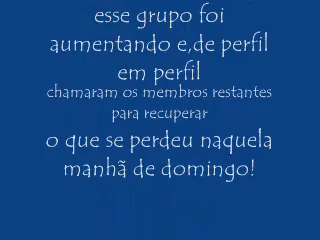 esse grupo foi
aumentando e,de perfil
em perfil
chamaram os membros restantes
para recuperar
o que se perdeu naquela
manhã de domingo!